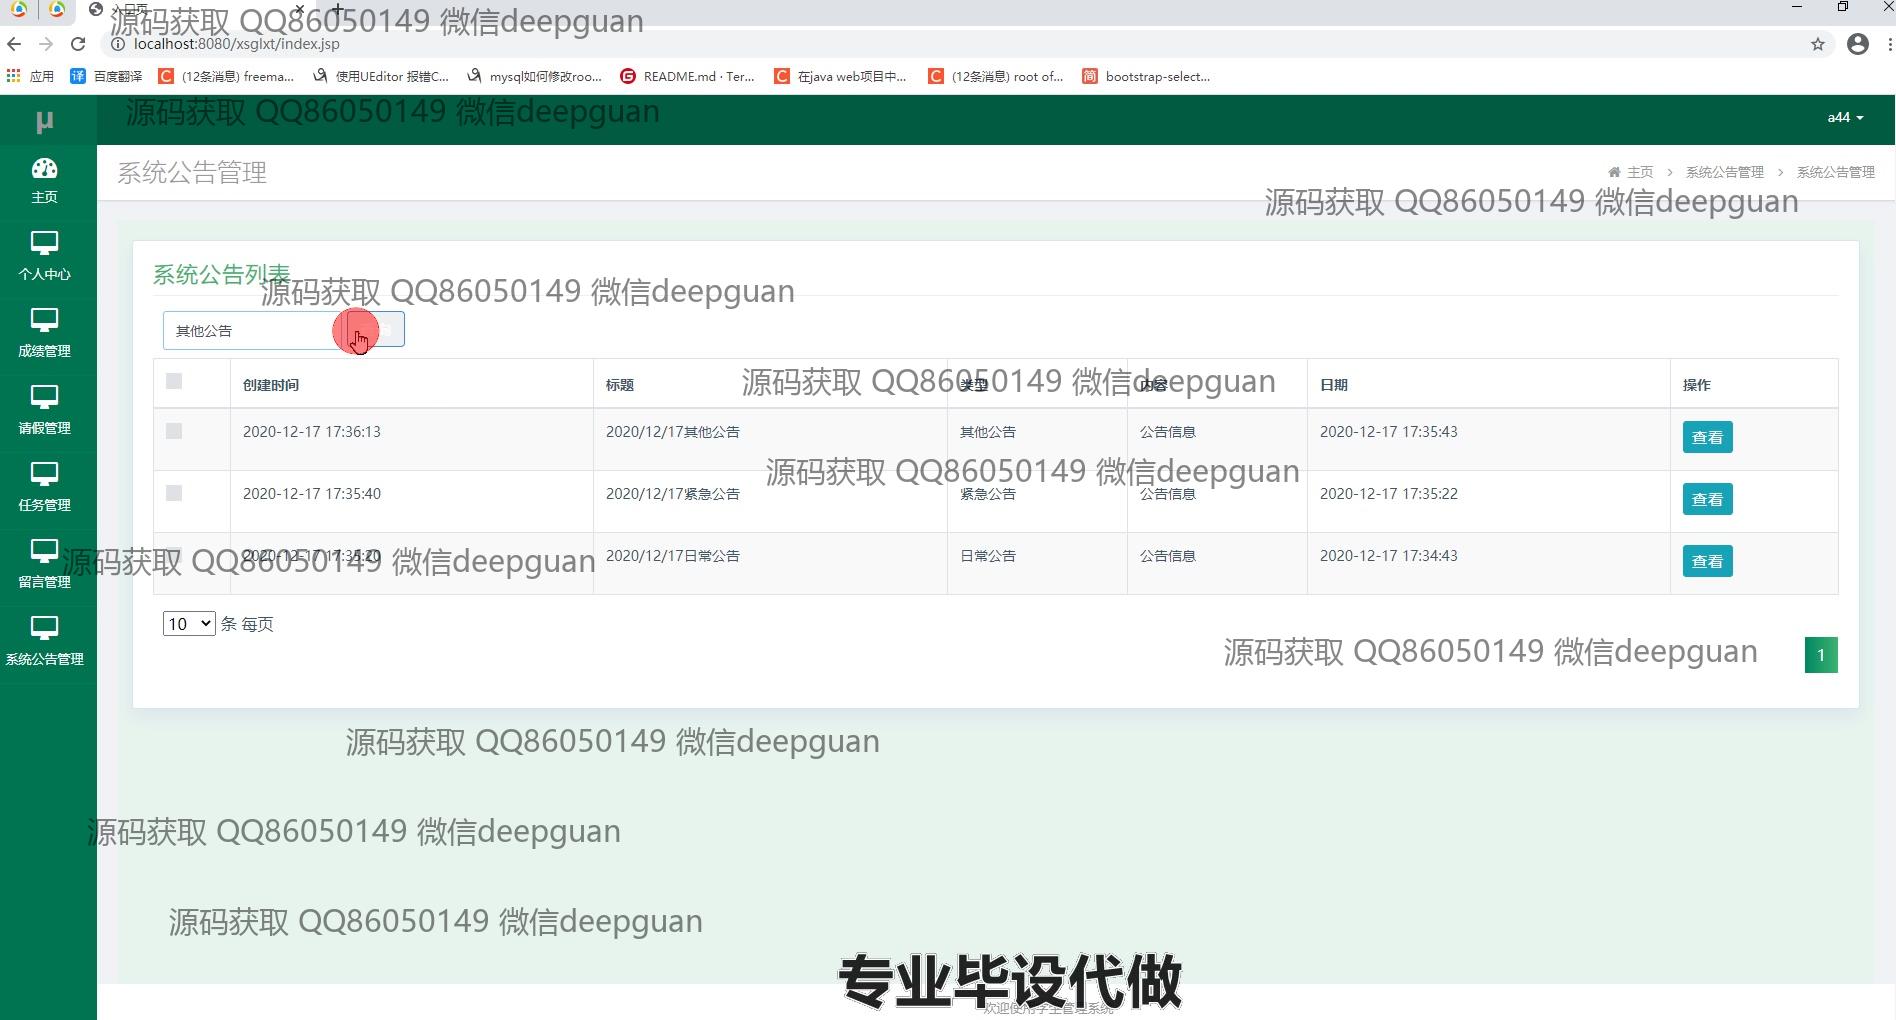 入口页
源码获取 QQ86050149 微信deepguan
localhost:8080/xsglxt/index.jsp
应用
百度翻译
(12条消息) freema...
使用UEditor 报错C...
mysql如何修改roo...
README.md · Ter...
在java web项目中...
(12条消息) root of...
bootstrap-select...
μ
源码获取 QQ86050149 微信deepguan
a44
系统公告管理
主页 > 系统公告管理 > 系统公告管理
源码获取 QQ86050149 微信deepguan
主页
个人中心
成绩管理
请假管理
任务管理
留言管理
系统公告管理
系统公告列表
源码获取 QQ86050149 微信deepguan
其他公告
创建时间 标题 类型 内容 日期 操作
源码获取 QQ86050149 微信deepguan
2020-12-17 17:36:13 2020/12/17其他公告 其他公告 公告信息 2020-12-17 17:35:43 查看
源码获取 QQ86050149 微信deepguan
2020-12-17 17:35:40 2020/12/17紧急公告 紧急公告 公告信息 2020-12-17 17:35:22 查看
2020-12-17 17:35:20 2020/12/17日常公告 日常公告 公告信息 2020-12-17 17:34:43 查看
源码获取 QQ86050149 微信deepguan
10 条 每页
源码获取 QQ86050149 微信deepguan
1
源码获取 QQ86050149 微信deepguan
源码获取 QQ86050149 微信deepguan
源码获取 QQ86050149 微信deepguan
专业毕设代做
欢迎使用学生管理系统